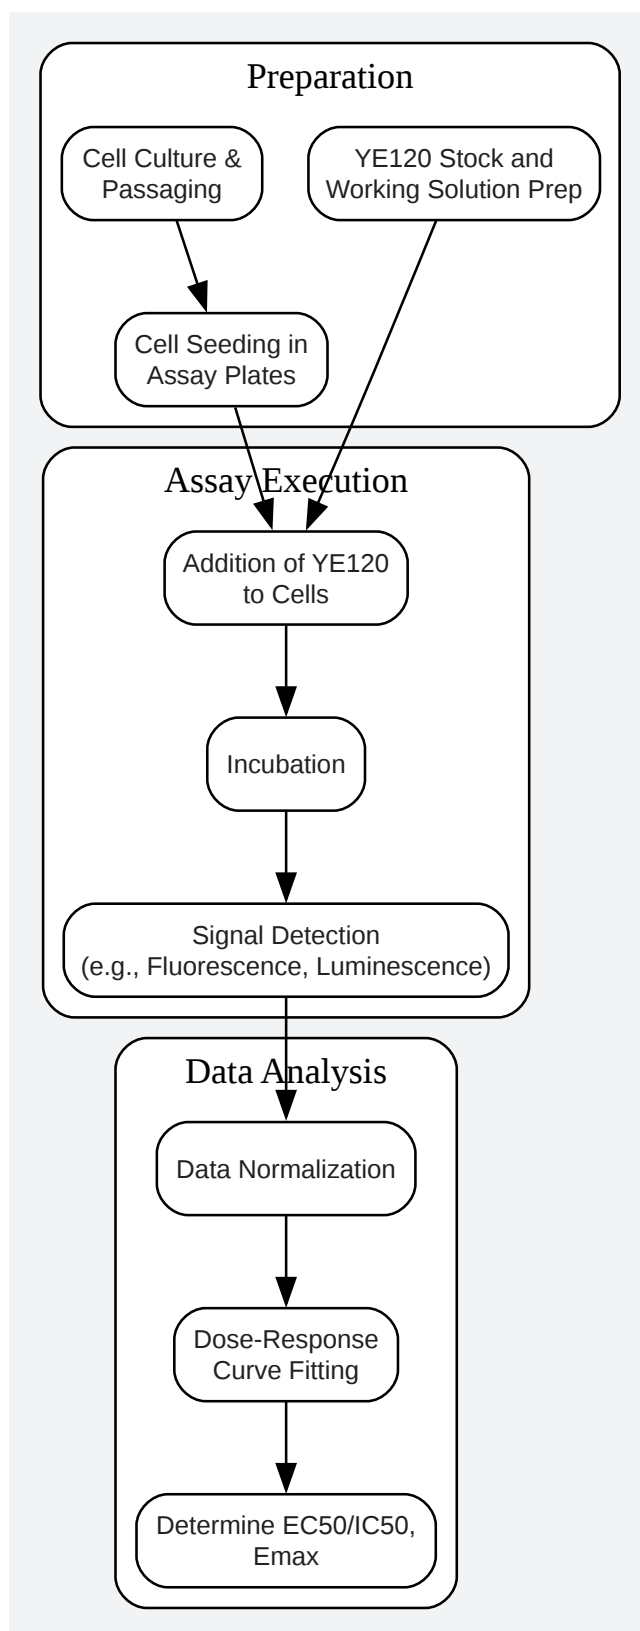 Preparation
Cell Culture &
Passaging
YE120 Stock and
Working Solution Prep
Cell Seeding in
Assay Plates
Assay Execution
Addition of YE120
to Cells
Incubation
Signal Detection
(e.g., Fluorescence, Luminescence)
Data Analysis
Data Normalization
Dose-Response
Curve Fitting
Determine EC50/IC50,
Emax